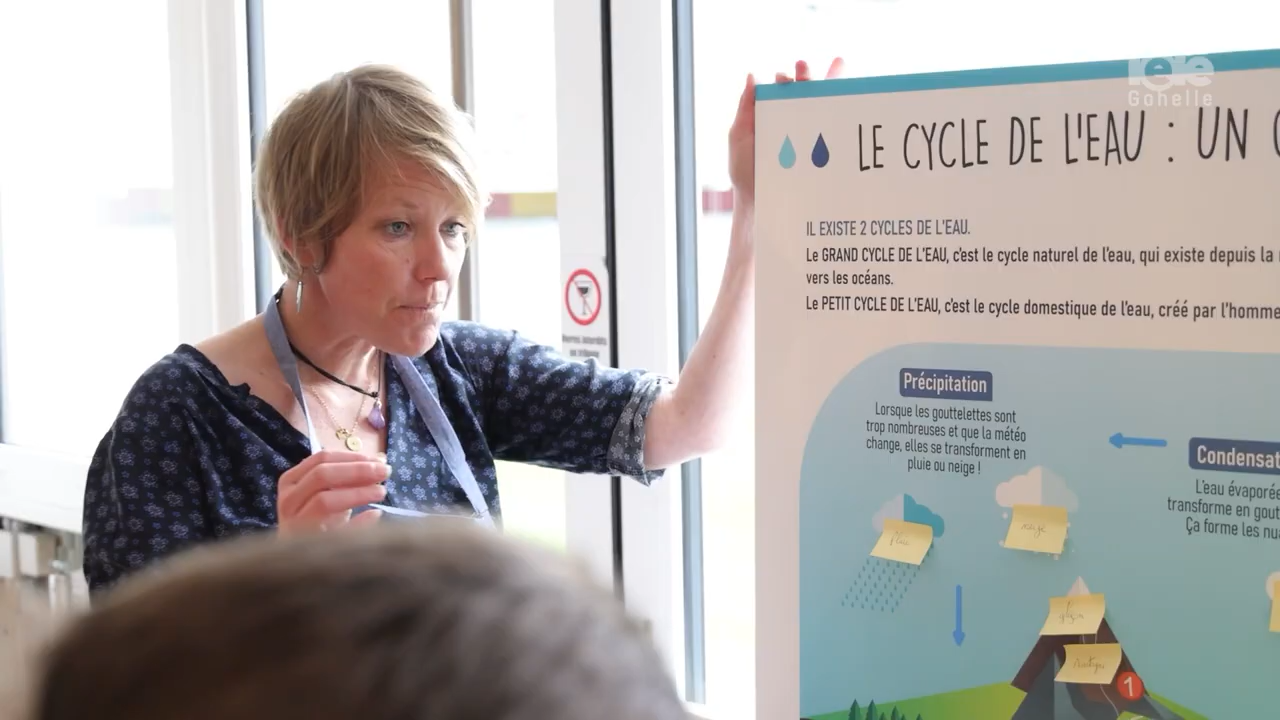 télé
Gohelle
LE CYCLE DE L'EAU : UN
IL EXISTE 2 CYCLES DE L'EAU.
Le GRAND CYCLE DE L'EAU, c'est le cycle naturel de l'eau, qui existe depuis la
vers les océans.
Le PETIT CYCLE DE L'EAU, c'est le cycle domestique de l'eau, créé par l'homme
Précipitation
Lorsque les gouttelettes sont
trop nombreuses et que la météo
change, elles se transforment en
pluie ou neige !
Condensat
L'eau évaporée
transforme en gout
Ça forme les nua
neige
1